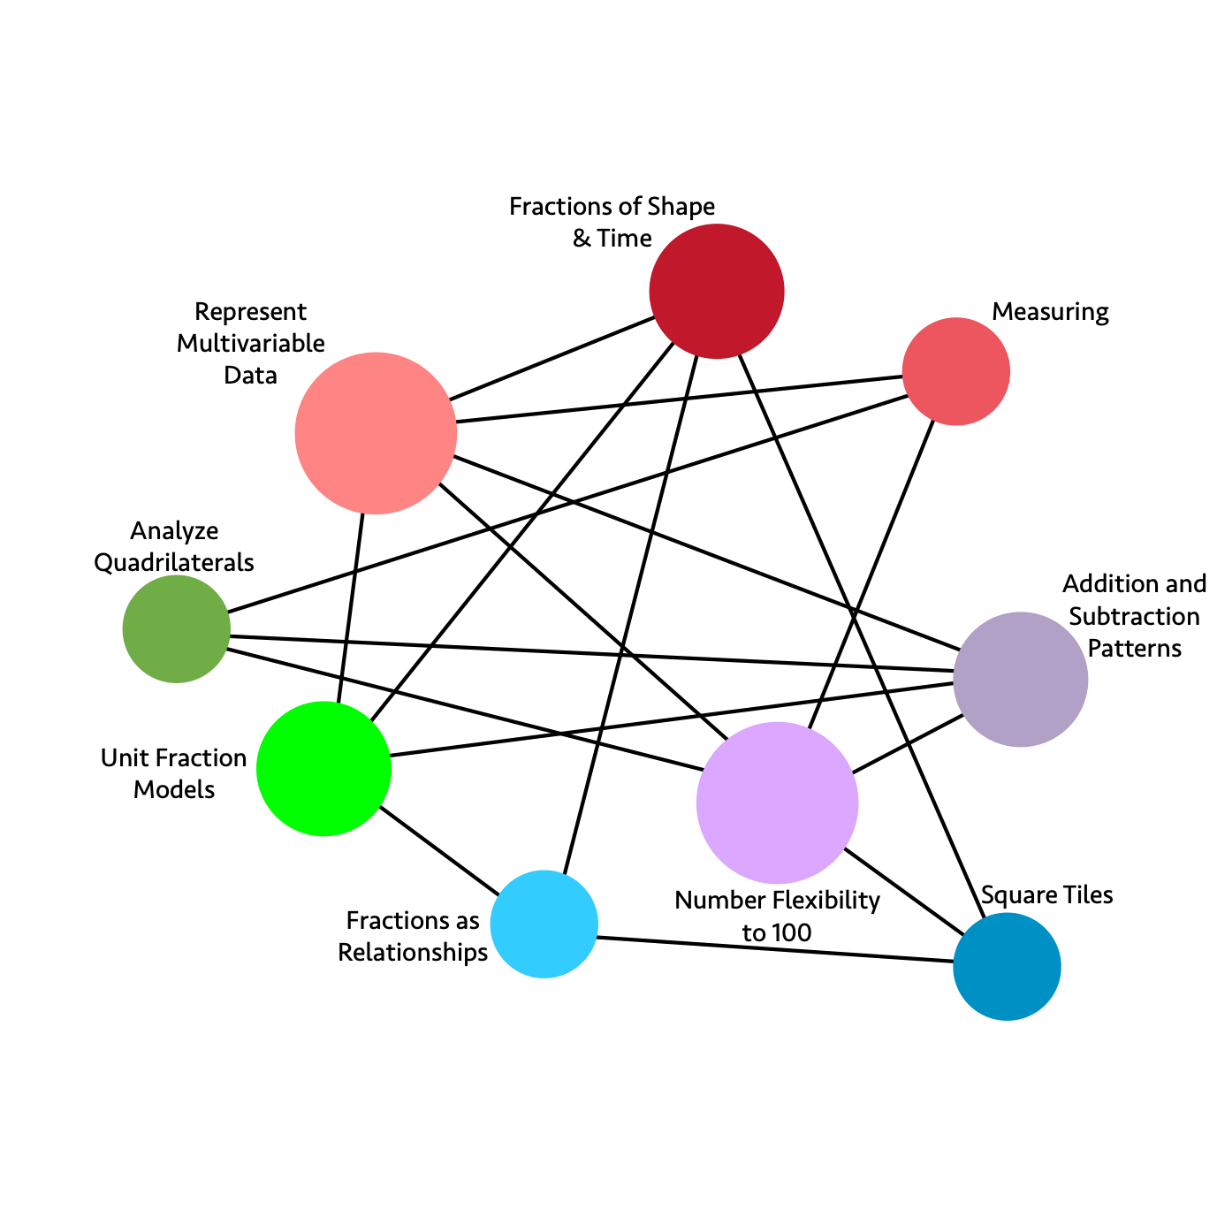 Fractions of Shape
& Time
Measuring
Represent
Multivariable
Data
Analyze
Quadrilaterals
Addition and
Subtraction
Patterns
Unit Fraction
Models
Number Flexibility
to 100
Square Tiles
Fractions as
Relationships